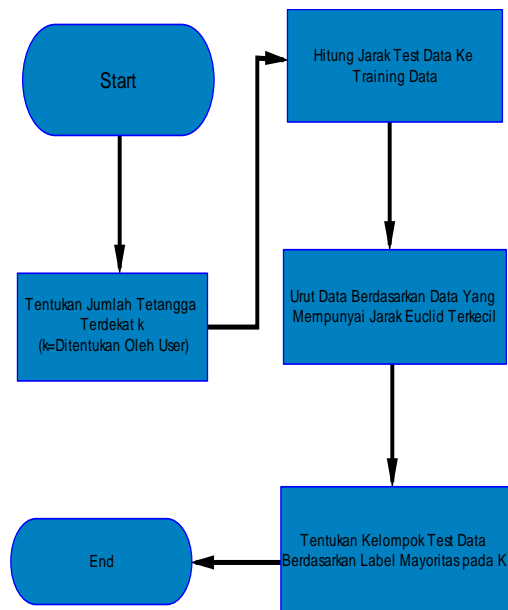 Start
Tentukan Jumlah Tetangga
Terdekat k
(k=Ditentukan Oleh User)
Hitung Jarak Test Data Ke
Training Data
Urut Data Berdasarkan Data Yang
Mempunyai Jarak Euclid Terkecil
Tentukan Kelompok Test Data
Berdasarkan Label Mayoritas pada K
End